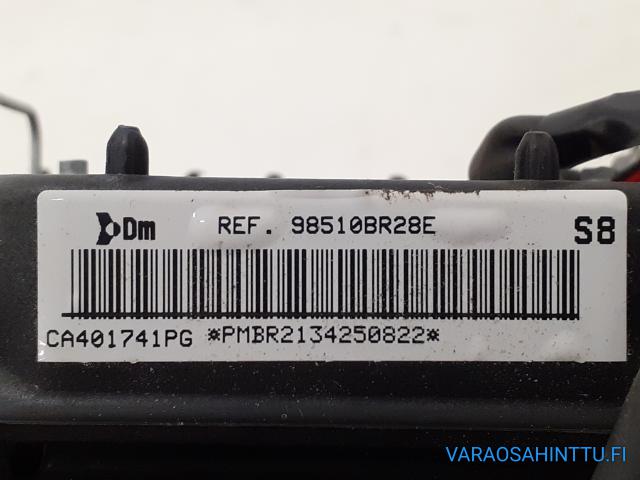 Dm REF. 98510BR28E S8
CA401741PG *PMBR2134250822*
VARAOSAHINTTU.FI